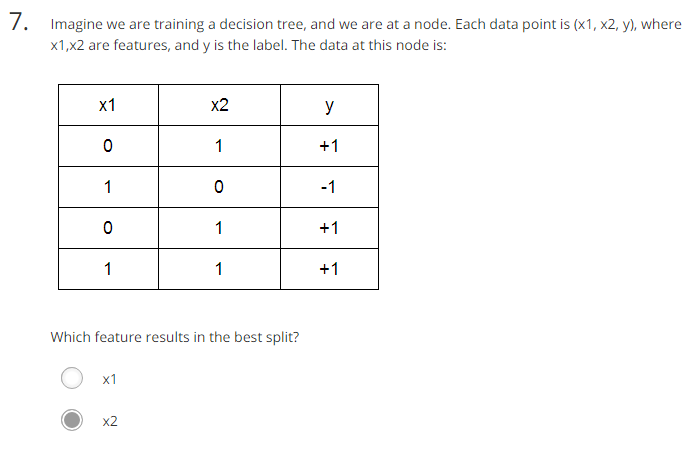 7. Imagine we are training a decision tree, and we are at a node. Each data point is (x1, x2, y), where
x1,x2 are features, and y is the label. The data at this node is:
x1 x2 y
0 1 +1
1 0 -1
0 1 +1
1 1 +1
Which feature results in the best split?
x1
x2